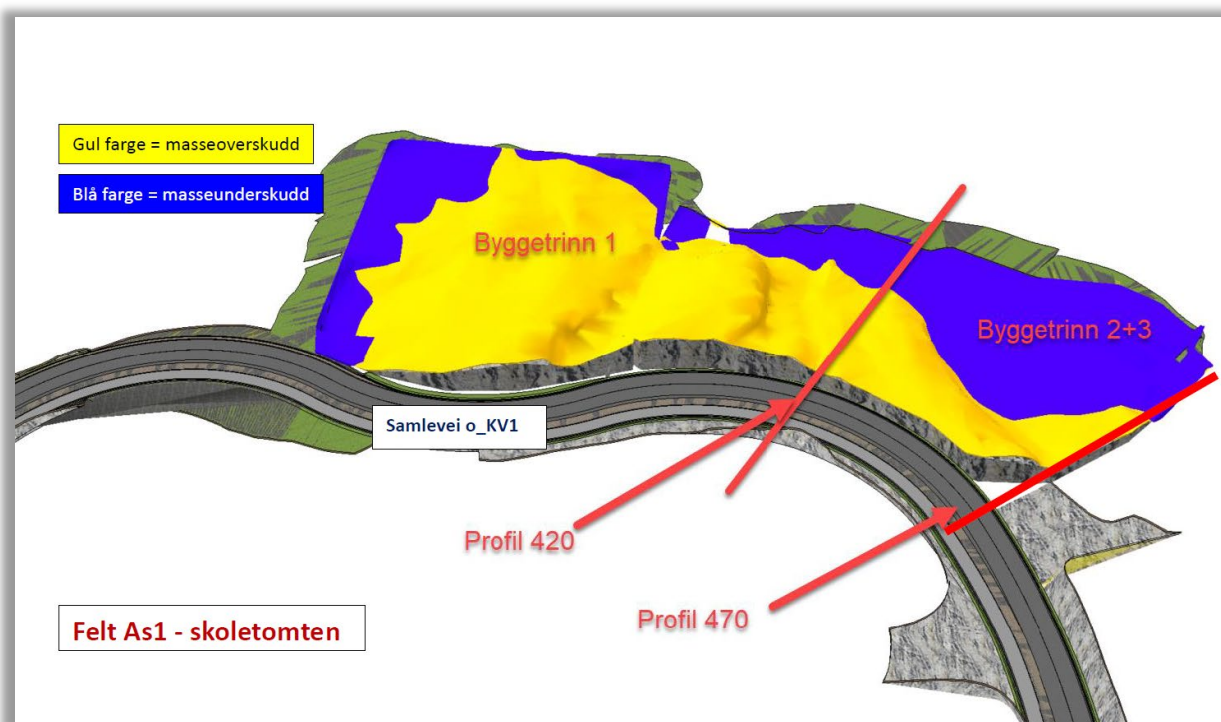 Gul farge = masseoverskudd
Blå farge = masseunderskudd
Byggetrinn 1
Byggetrinn 2+3
Samlevei o_KV1
Profil 420
Profil 470
Felt As1 - skoletomten